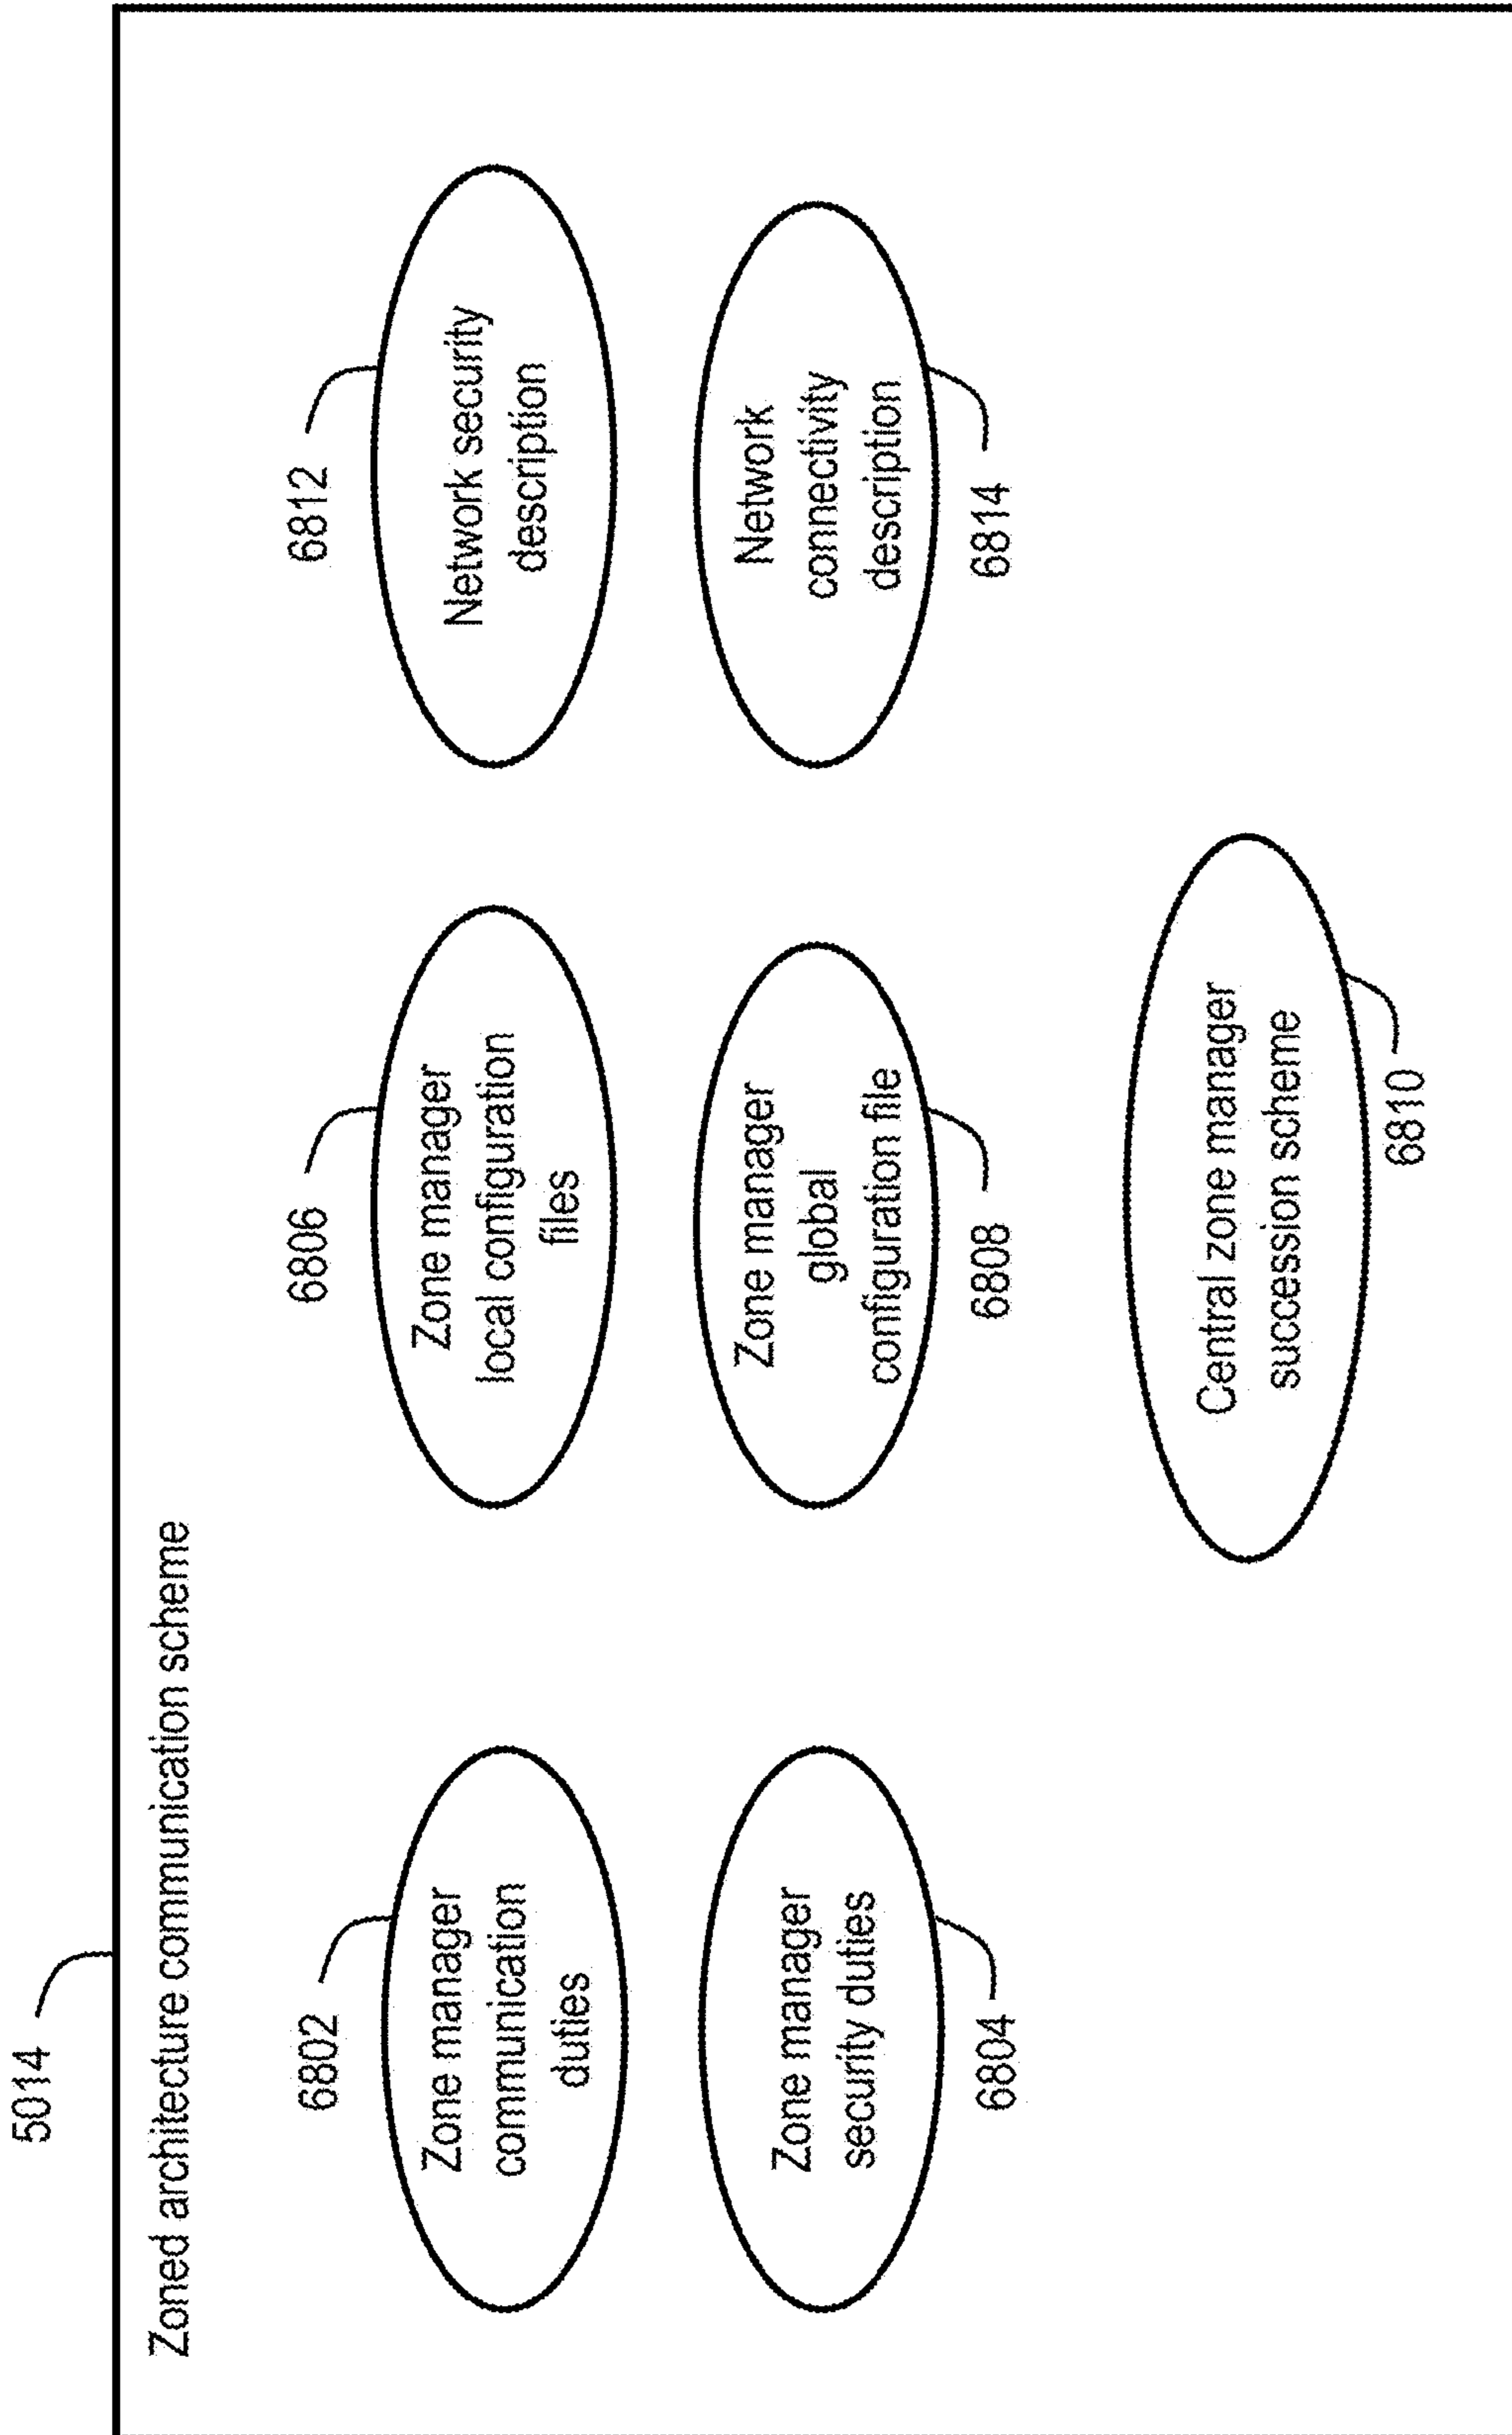 5014
Zoned architecture communication scheme
6802
Zone manager
communication
duties
6806
Zone manager
local configuration
files
6812
Network security
description
Zone manager
security duties
6804
Zone manager
global
configuration file
6808
Network
connectivity
description
6814
Central zone manager
succession scheme
6810